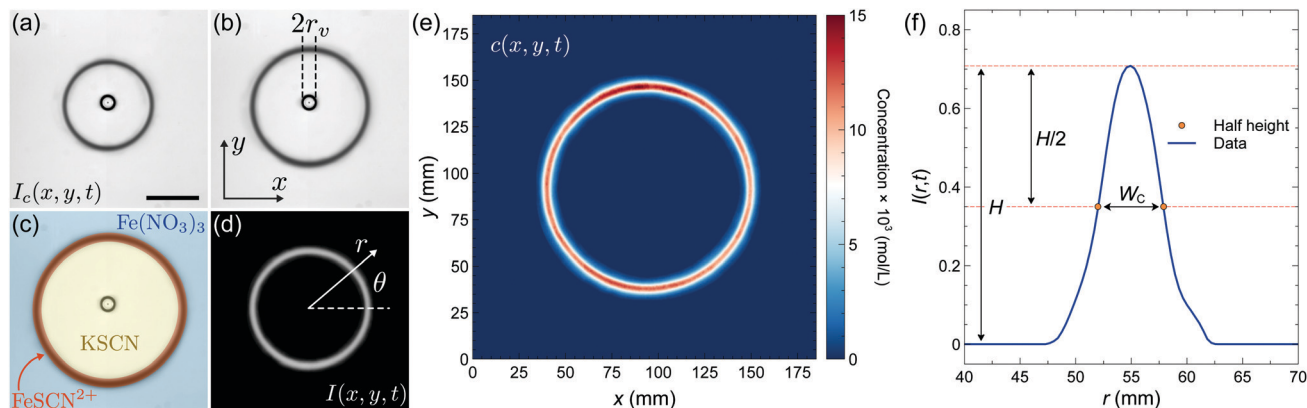 (a)
I_c(x, y, t)
(b)
2r_v
y
x
(c)
Fe(NO₃)₃
KSCN
FeSCN²⁺
(d)
r
θ
I(x, y, t)
(e)
c(x, y, t)
y (mm)
175
150
125
100
75
50
25
0
0 25 50 75 100 125 150 175
x (mm)
15
10
5
0
Concentration × 10³ (mol/L)
(f)
I(r,t)
0.8
0.6
0.4
0.2
0
40 45 50 55 60 65 70
r (mm)
H
H/2
W_C
Half height
Data